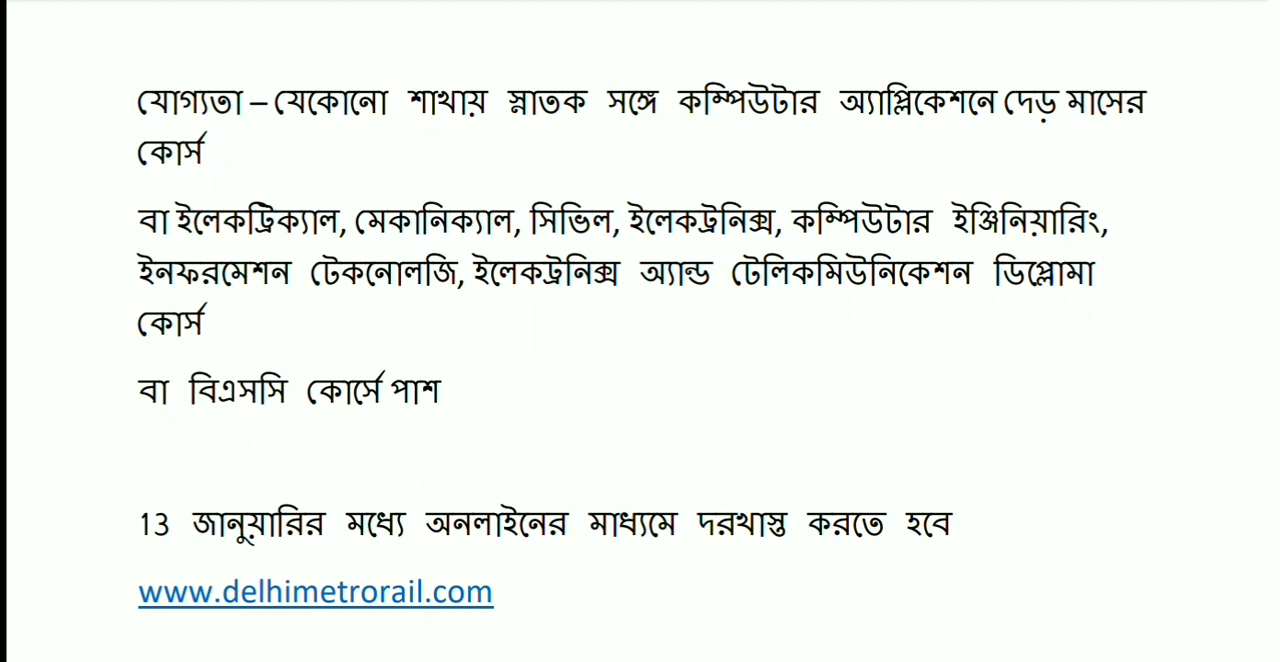 যোগ্যতা – যেকোনো শাখায় স্নাতক সঙ্গে কম্পিউটার অ্যাপ্লিকেশনে দেড় মাসের
কোর্স
বা ইলেকট্রিক্যাল, মেকানিক্যাল, সিভিল, ইলেকট্রনিক্স, কম্পিউটার ইঞ্জিনিয়ারিং,
ইনফরমেশন টেকনোলজি, ইলেকট্রনিক্স অ্যান্ড টেলিকমিউনিকেশন ডিপ্লোমা
কোর্স
বা বিএসসি কোর্সে পাশ
13 জানুয়ারির মধ্যে অনলাইনের মাধ্যমে দরখাস্ত করতে হবে
www.delhimetrorail.com